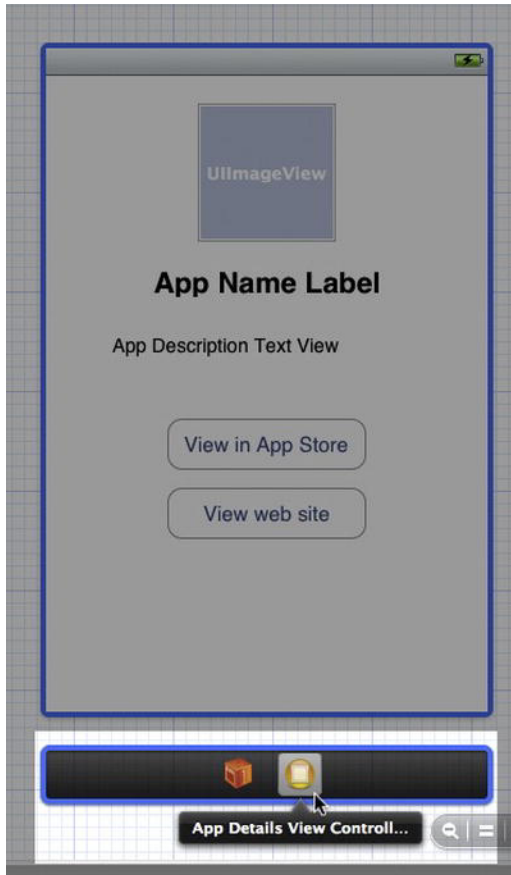 UIImageView
App Name Label
App Description Text View
View in App Store
View web site
App Details View Controll...